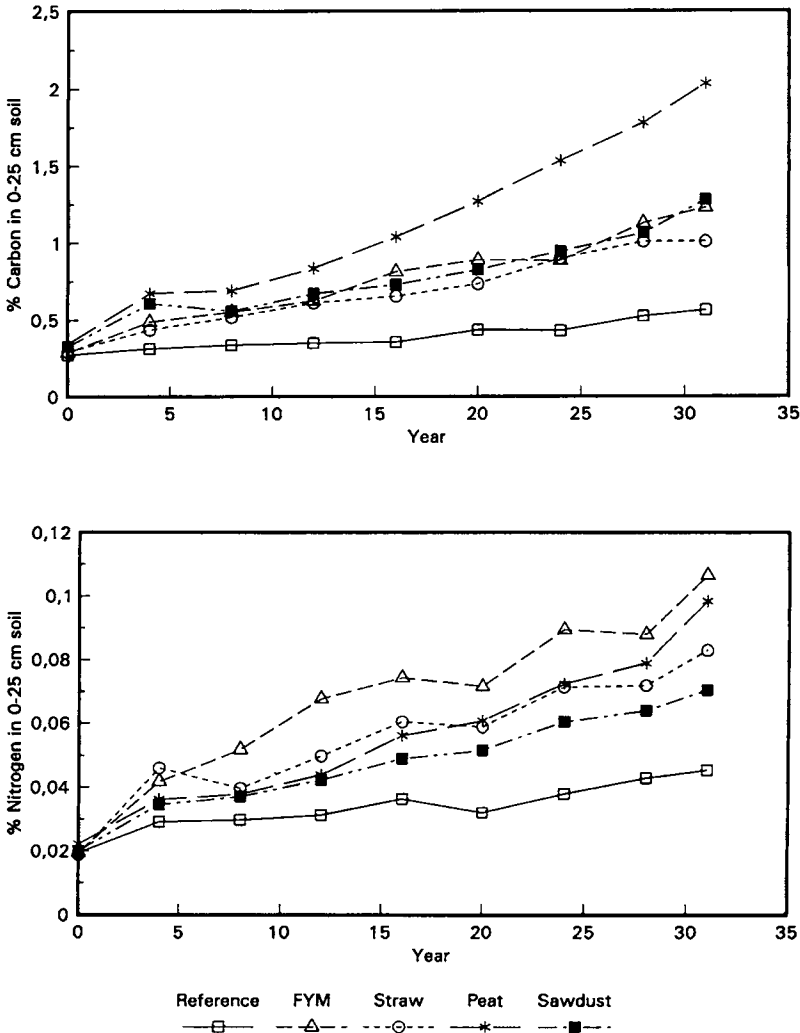 2,5
2
1,5
1
0,5
0
% Carbon in 0-25 cm soil
0 5 10 15 20 25 30 35
Year
0,12
0,1
0,08
0,06
0,04
0,02
0
% Nitrogen in 0-25 cm soil
0 5 10 15 20 25 30 35
Year
Reference FYM Straw Peat Sawdust